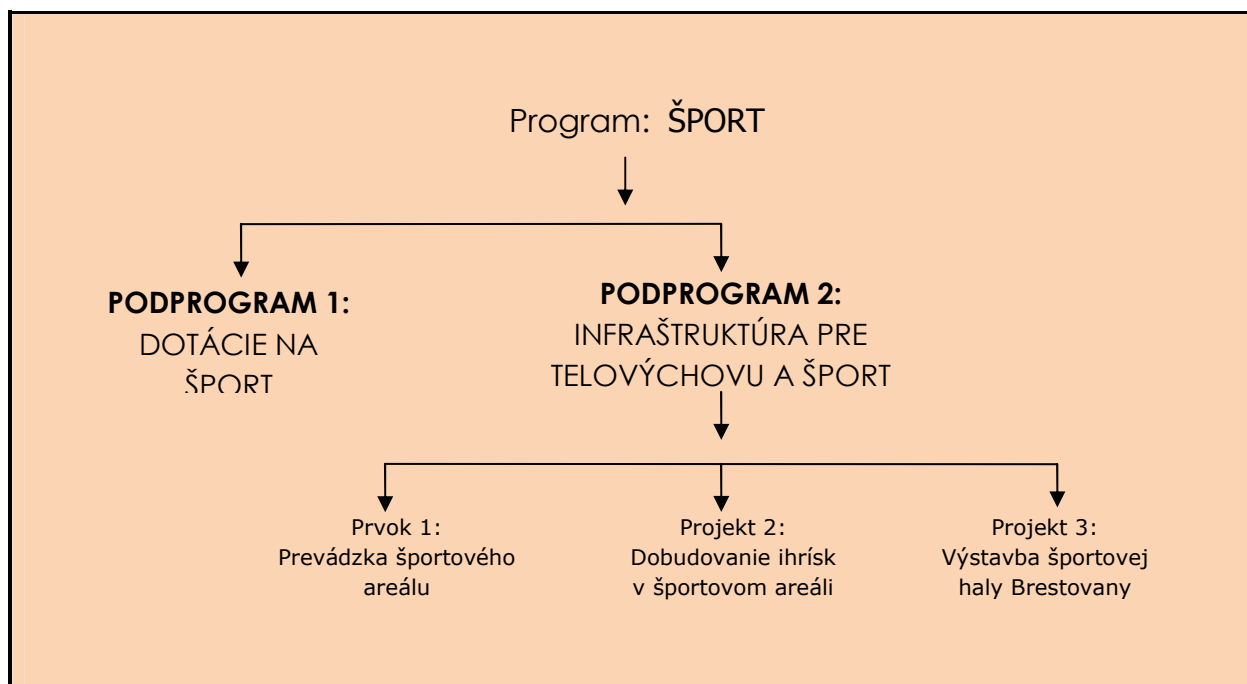 Program: ŠPORT
PODPROGRAM 1:
DOTÁCIE NA
ŠPORT
PODPROGRAM 2:
INFRAŠTRUKTÚRA PRE
TELOVÝCHOVU A ŠPORT
Prvok 1:
Prevádzka športového
areálu
Projekt 2:
Dobudovanie ihrísk
v športovom areáli
Projekt 3:
Výstavba športovej
haly Brestovany